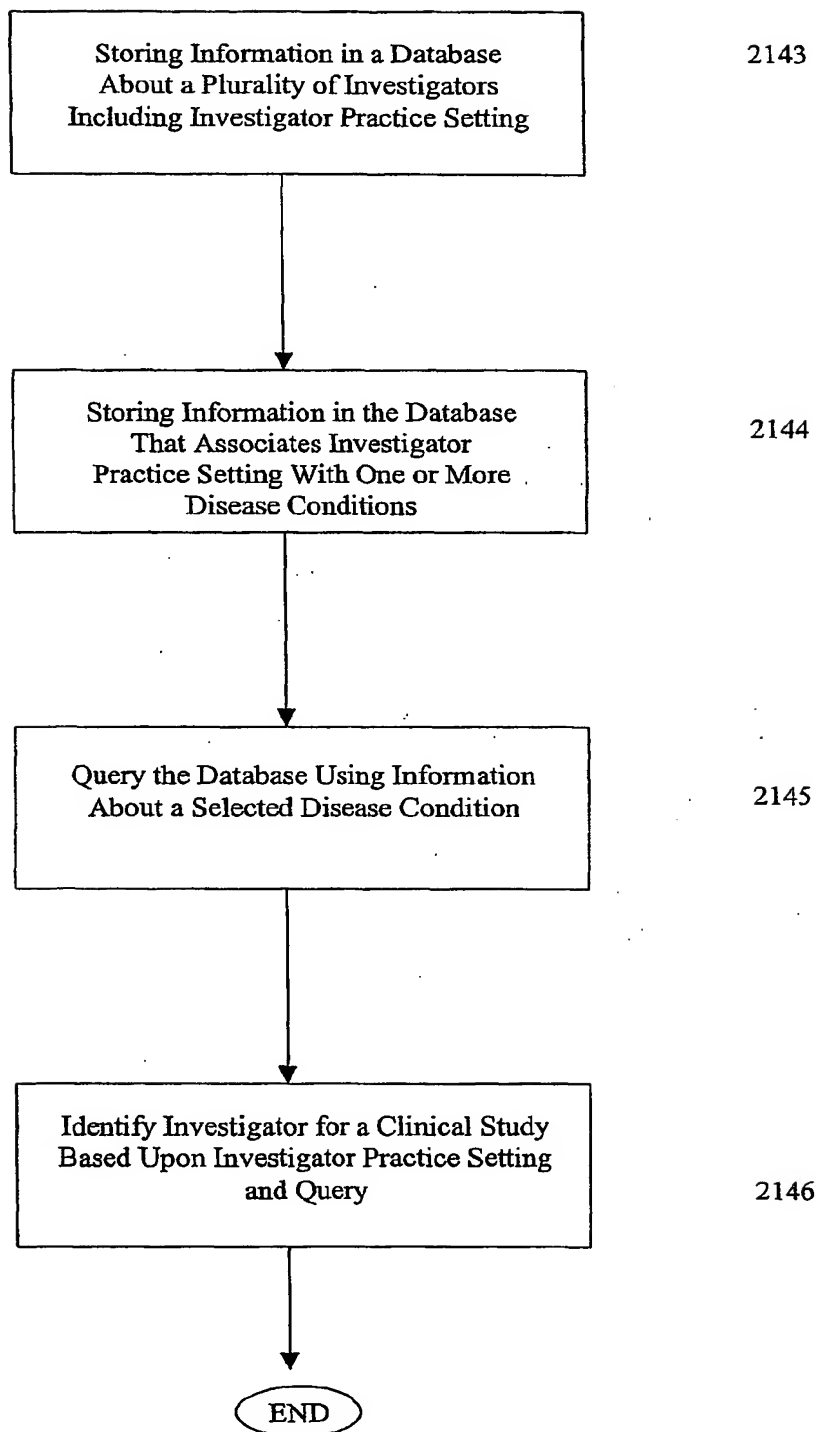 Storing Information in a Database
About a Plurality of Investigators
Including Investigator Practice Setting
2143
Storing Information in the Database
That Associates Investigator
Practice Setting With One or More
Disease Conditions
2144
Query the Database Using Information
About a Selected Disease Condition
2145
Identify Investigator for a Clinical Study
Based Upon Investigator Practice Setting
and Query
2146
END